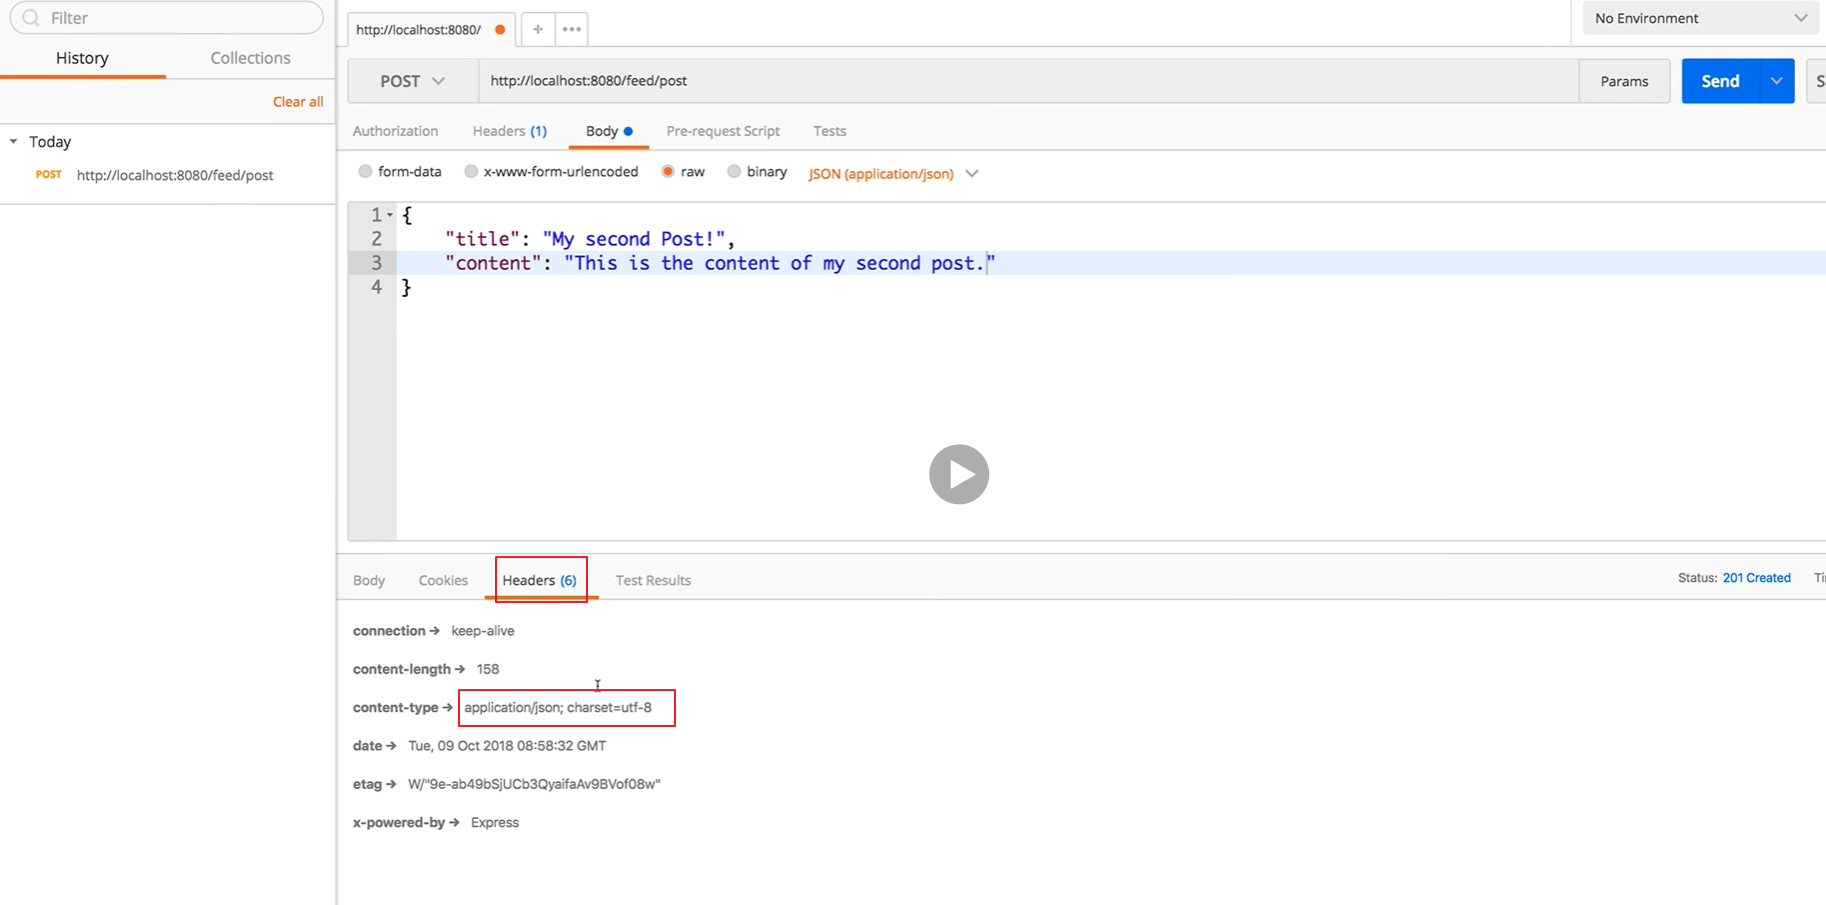 Filter
History Collections
Clear all
Today
POST http://localhost:8080/feed/post
http://localhost:8080/
No Environment
POST http://localhost:8080/feed/post Params Send
Authorization Headers (1) Body Pre-request Script Tests
form-data x-www-form-urlencoded raw binary JSON (application/json)
1 {
2 "title": "My second Post!",
3 "content": "This is the content of my second post."
4 }
Body Cookies Headers (6) Test Results Status: 201 Created
connection → keep-alive
content-length → 158
content-type → application/json; charset=utf-8
date → Tue, 09 Oct 2018 08:58:32 GMT
etag → W/"9e-ab49bSjUCb3QyaifaAv9BVof08w"
x-powered-by → Express